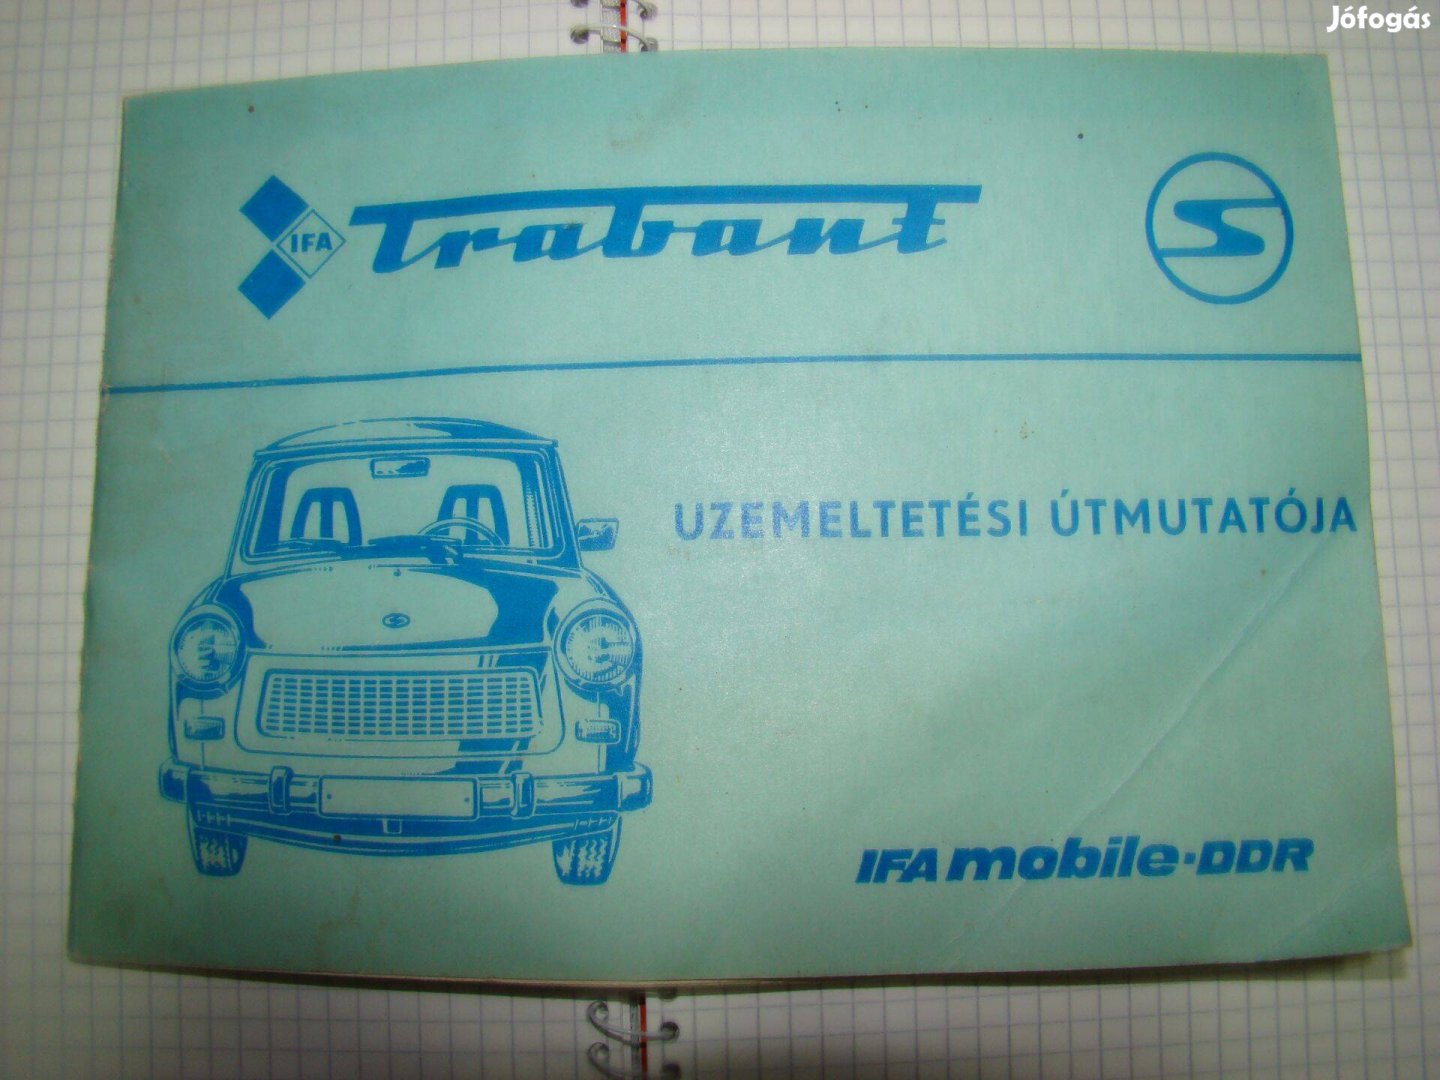 Jófogás
IFA Trabant S
UZEMELTETÉSI ÚTMUTATÓJA
IFA mobile-DDR